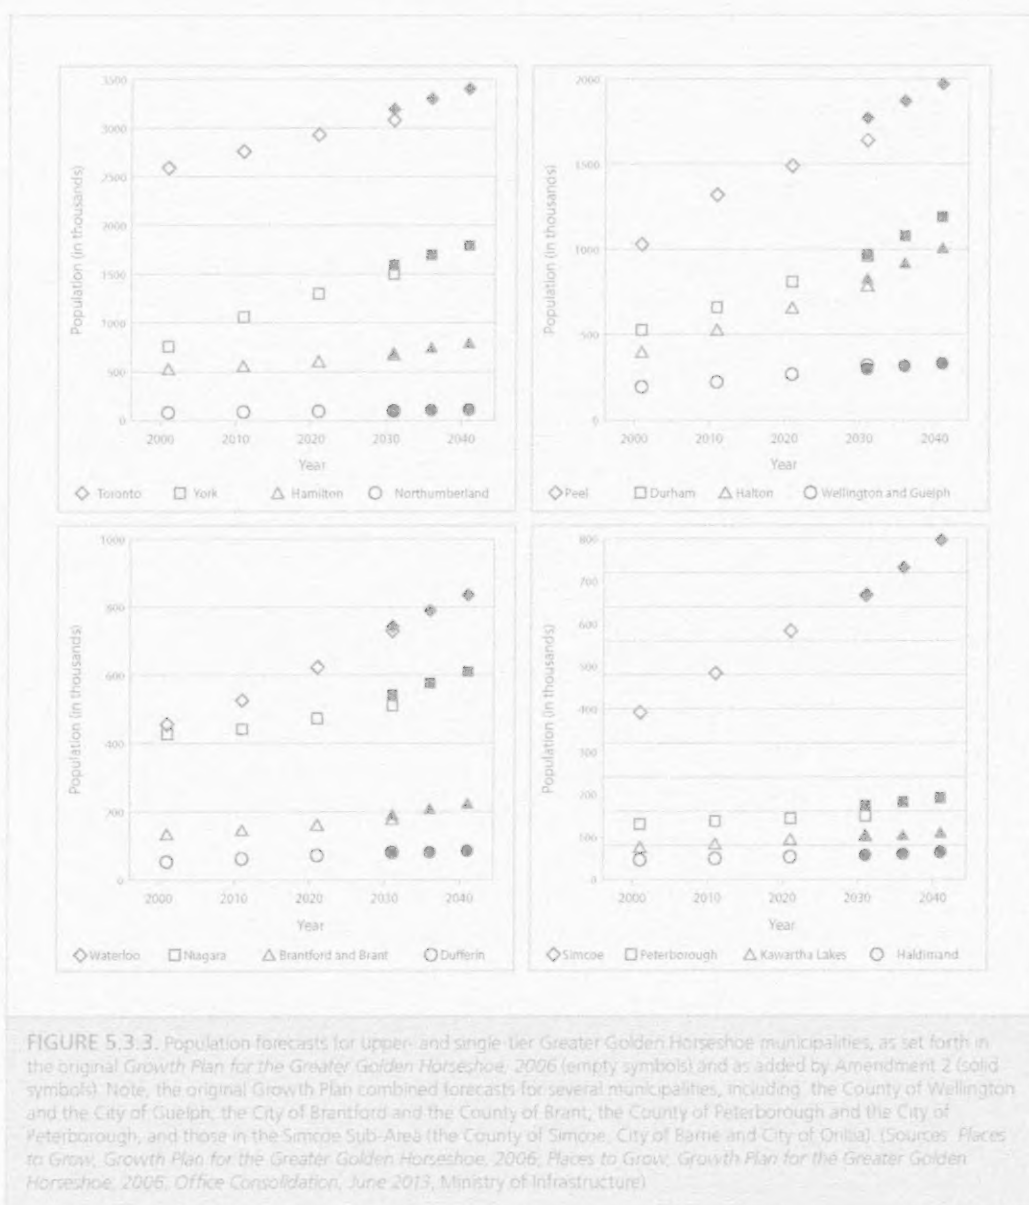 3500
3000
2500
2000
1500
1000
500
0
Population (in thousands)
2000 2010 2020 2030 2040
Year
Toronto York Hamilton Northumberland
2000
1500
1000
500
0
Population (in thousands)
2000 2010 2020 2030 2040
Year
Peel Durham Halton Wellington and Guelph
1000
800
600
400
200
0
Population (in thousands)
2000 2010 2020 2030 2040
Year
Waterloo Niagara Brantford and Brant Dufferin
800
700
600
500
400
300
200
100
0
Population (in thousands)
2000 2010 2020 2030 2040
Year
Simcoe Peterborough Kawartha Lakes Haldimand
FIGURE 5.3.3. Population forecasts for upper- and single-tier Greater Golden Horseshoe municipalities, as set forth in
the original Growth Plan for the Greater Golden Horseshoe, 2006 (empty symbols) and as added by Amendment 2 (solid
symbols). Note, the original Growth Plan combined forecasts for several municipalities, including: the County of Wellington
and the City of Guelph, the City of Brantford and the County of Brant, the County of Peterborough and the City of
Peterborough, and those in the Simcoe Sub-Area (the County of Simcoe, City of Barrie and City of Orillia). (Sources: Places
to Grow, Growth Plan for the Greater Golden Horseshoe, 2006; Places to Grow, Growth Plan for the Greater Golden
Horseshoe, 2006, Office Consolidation, June 2013, Ministry of Infrastructure)